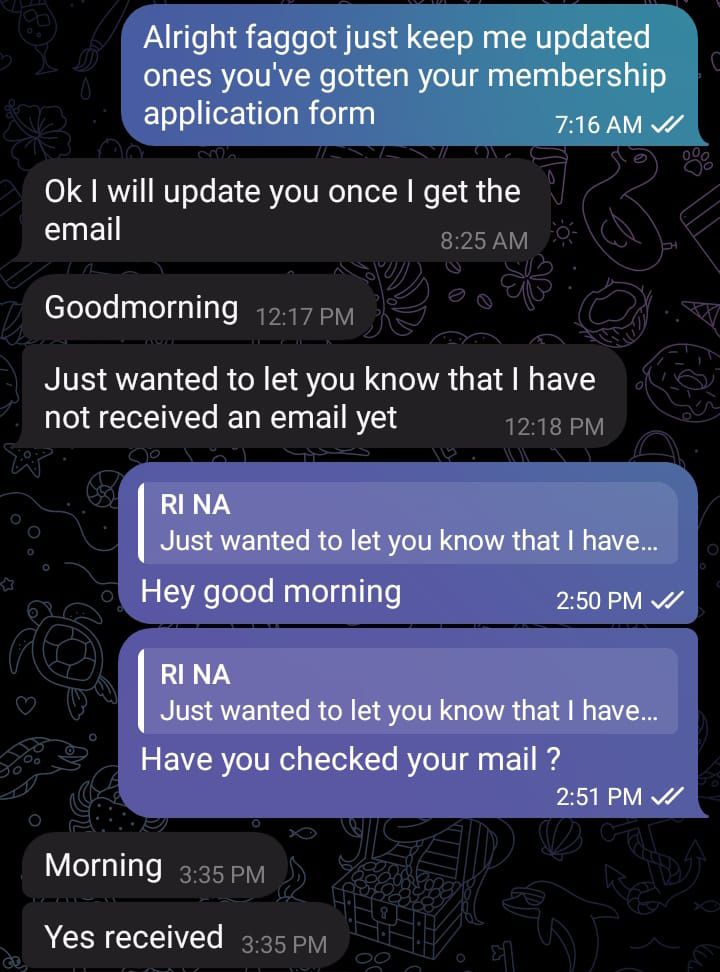 Alright faggot just keep me updated
ones you've gotten your membership
application form
7:16 AM
Ok I will update you once I get the
email
8:25 AM
Goodmorning
12:17 PM
Just wanted to let you know that I have
not received an email yet
12:18 PM
RI NA
Just wanted to let you know that I have...
Hey good morning
2:50 PM
RI NA
Just wanted to let you know that I have...
Have you checked your mail ?
2:51 PM
Morning
3:35 PM
Yes received
3:35 PM